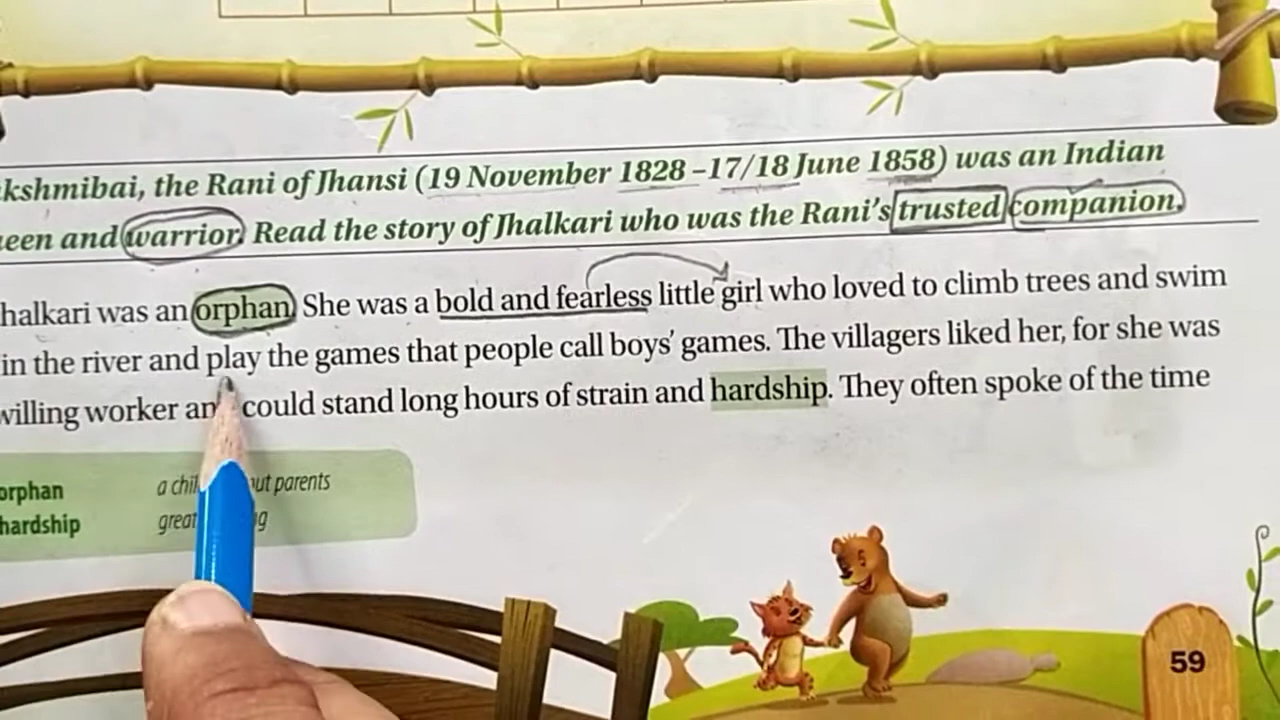 kshmibai, the Rani of Jhansi (19 November 1828 –17/18 June 1858) was an Indian
een and warrior. Read the story of Jhalkari who was the Rani's trusted companion.
halkari was an orphan. She was a bold and fearless little girl who loved to climb trees and swim
in the river and play the games that people call boys' games. The villagers liked her, for she was
willing worker and could stand long hours of strain and hardship. They often spoke of the time
orphan a chil out parents
hardship great g
59